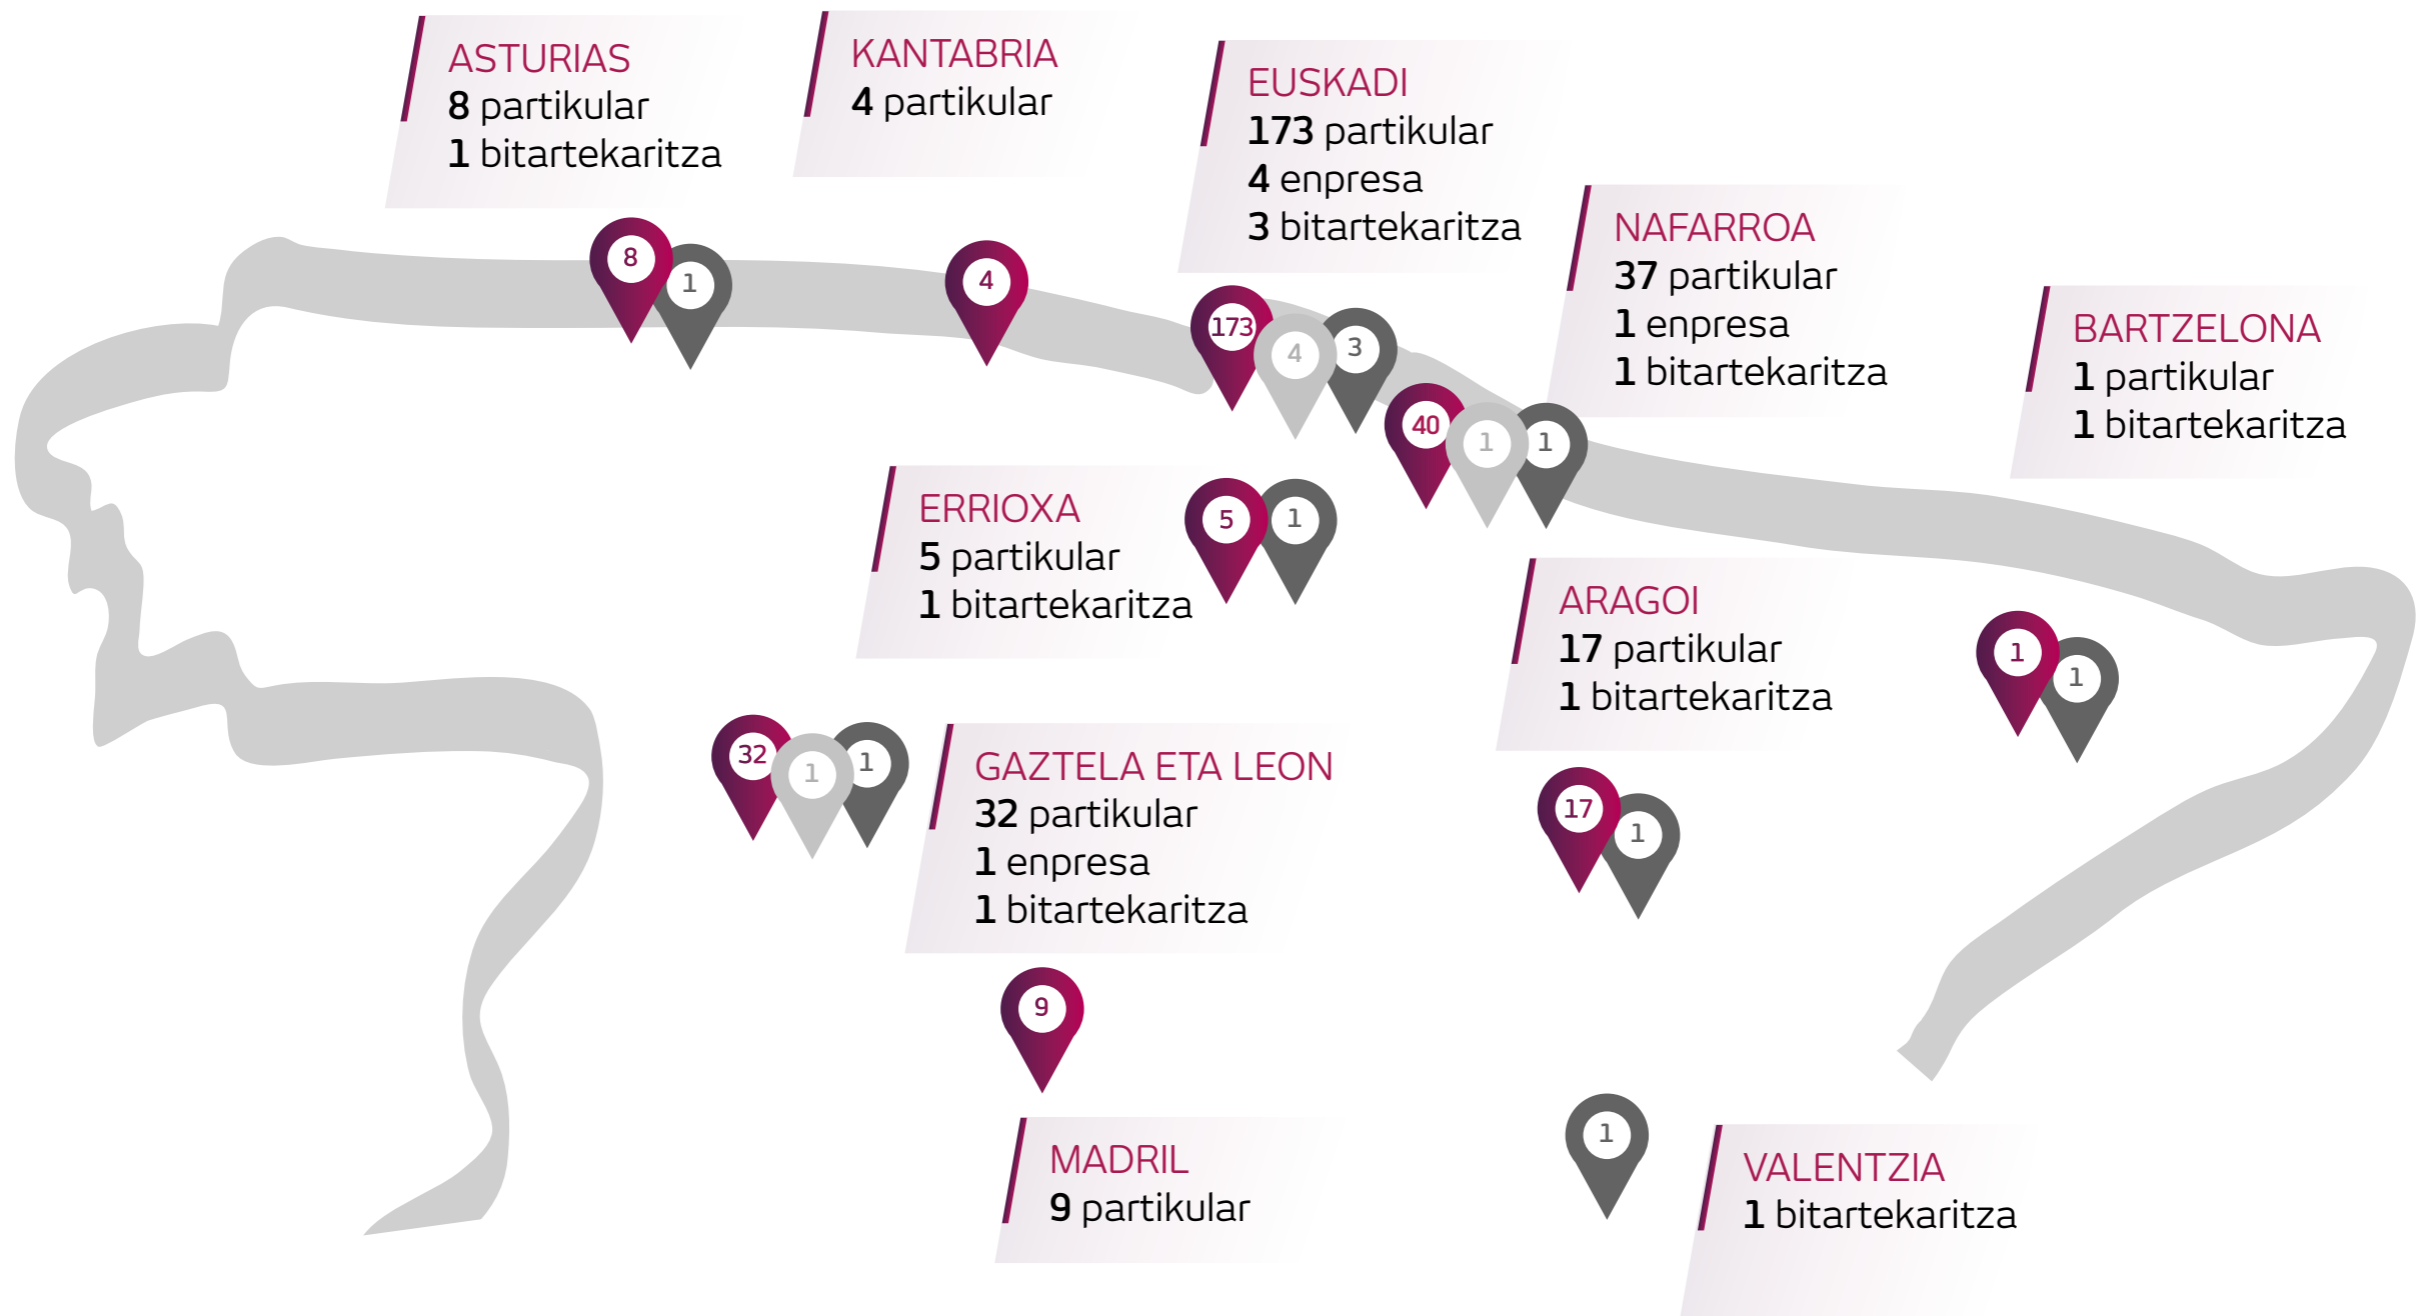 ASTURIAS
8 partikular
1 bitartekaritza
KANTABRIA
4 partikular
EUSKADI
173 partikular
4 enpresa
3 bitartekaritza
NAFARROA
37 partikular
1 enpresa
1 bitartekaritza
BARTZELONA
1 partikular
1 bitartekaritza
8
1
4
173
4
3
40
1
1
ERRIOXA
5 partikular
1 bitartekaritza
5
1
ARAGOI
17 partikular
1 bitartekaritza
1
1
32
1
1
GAZTELA ETA LEON
32 partikular
1 enpresa
1 bitartekaritza
17
1
9
MADRIL
9 partikular
1
VALENTZIA
1 bitartekaritza